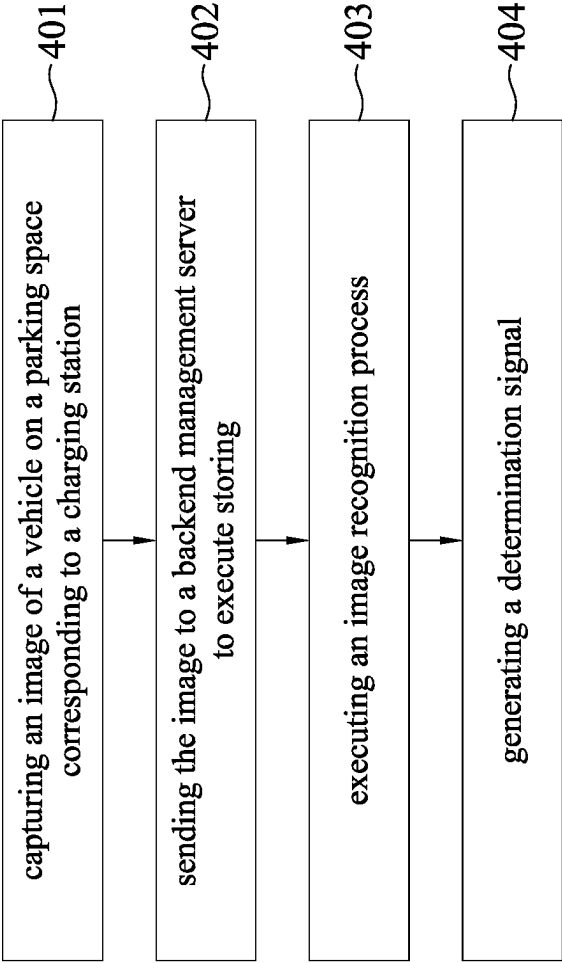 capturing an image of a vehicle on a parking space
corresponding to a charging station
401
sending the image to a backend management server
to execute storing
402
executing an image recognition process
403
generating a determination signal
404